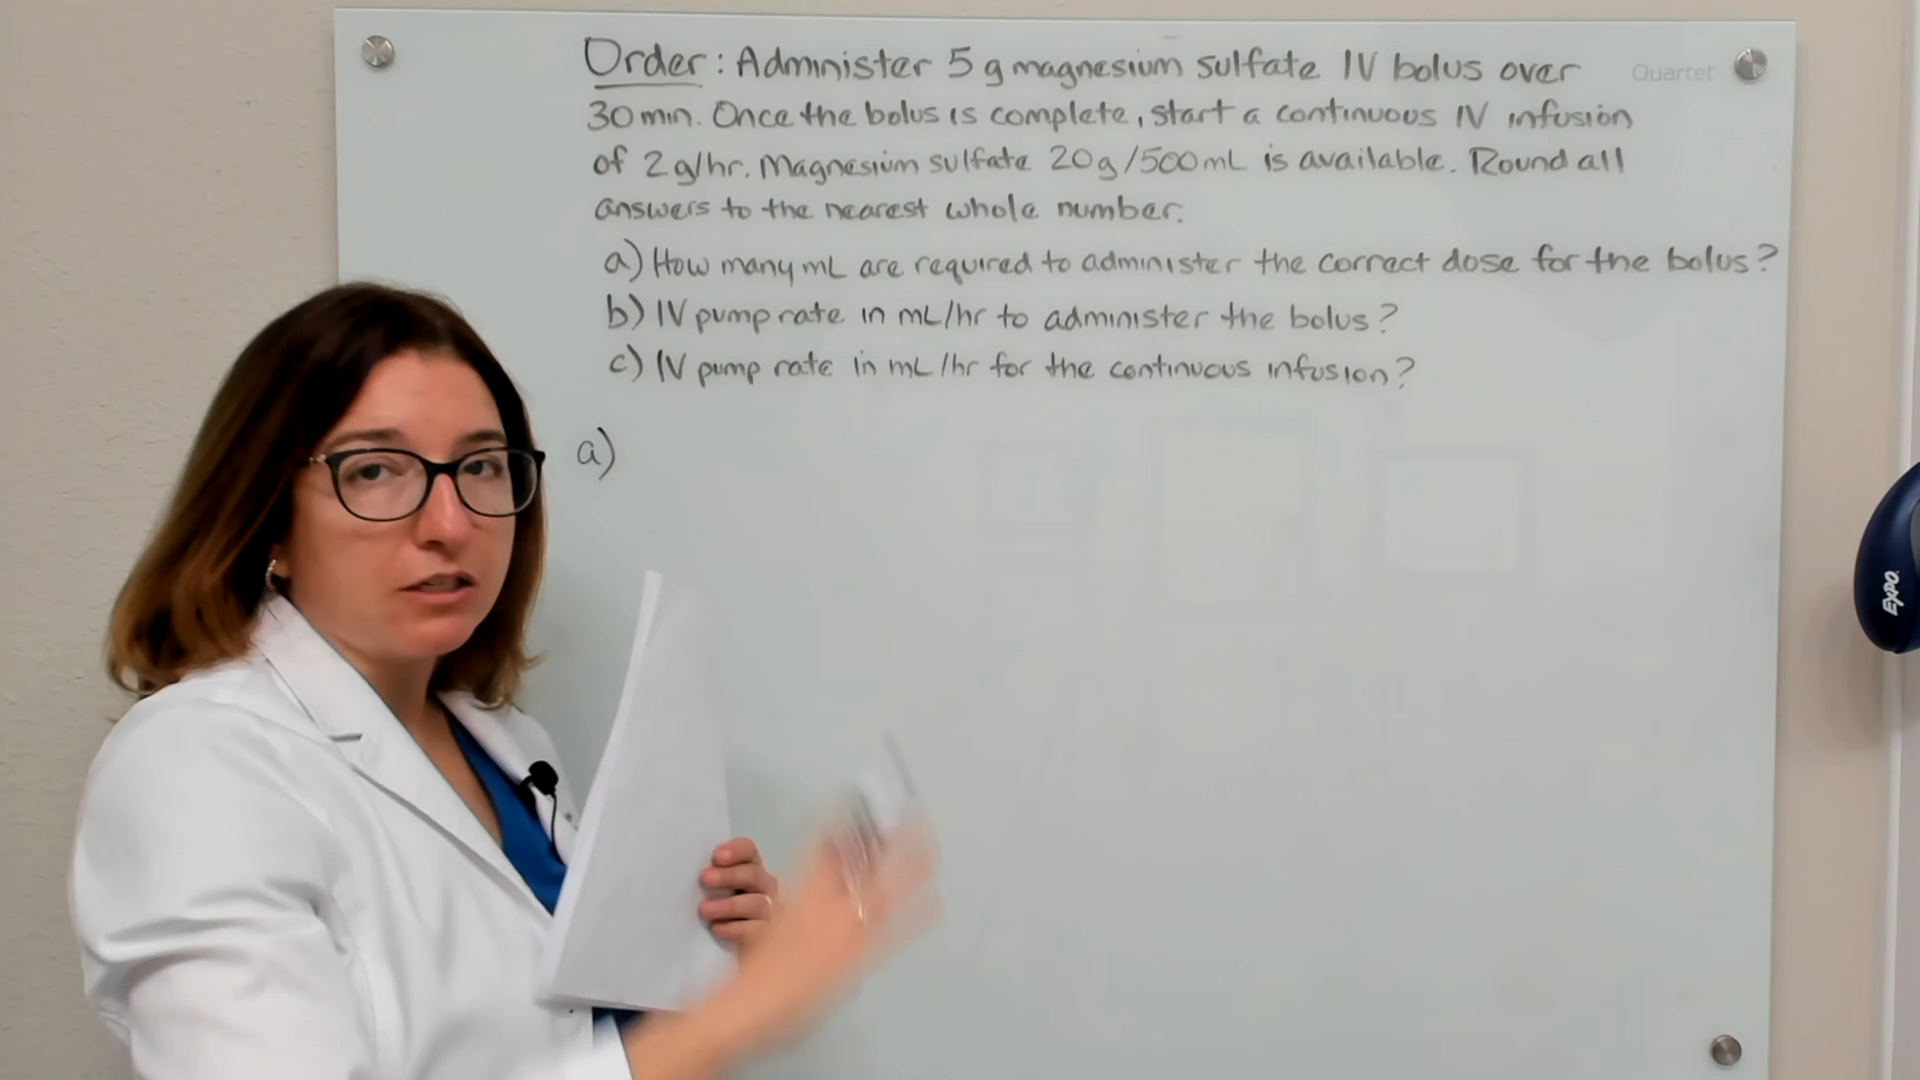 Order: Administer 5 g magnesium sulfate IV bolus over
Quartet
30 min. Once the bolus is complete, start a continuous IV infusion
of 2 g/hr. Magnesium sulfate 20g/500mL is available. Round all
answers to the nearest whole number.
a) How many mL are required to administer the correct dose for the bolus?
b) IV pump rate in mL/hr to administer the bolus?
c) IV pump rate in mL/hr for the continuous infusion?
a)
EXPO